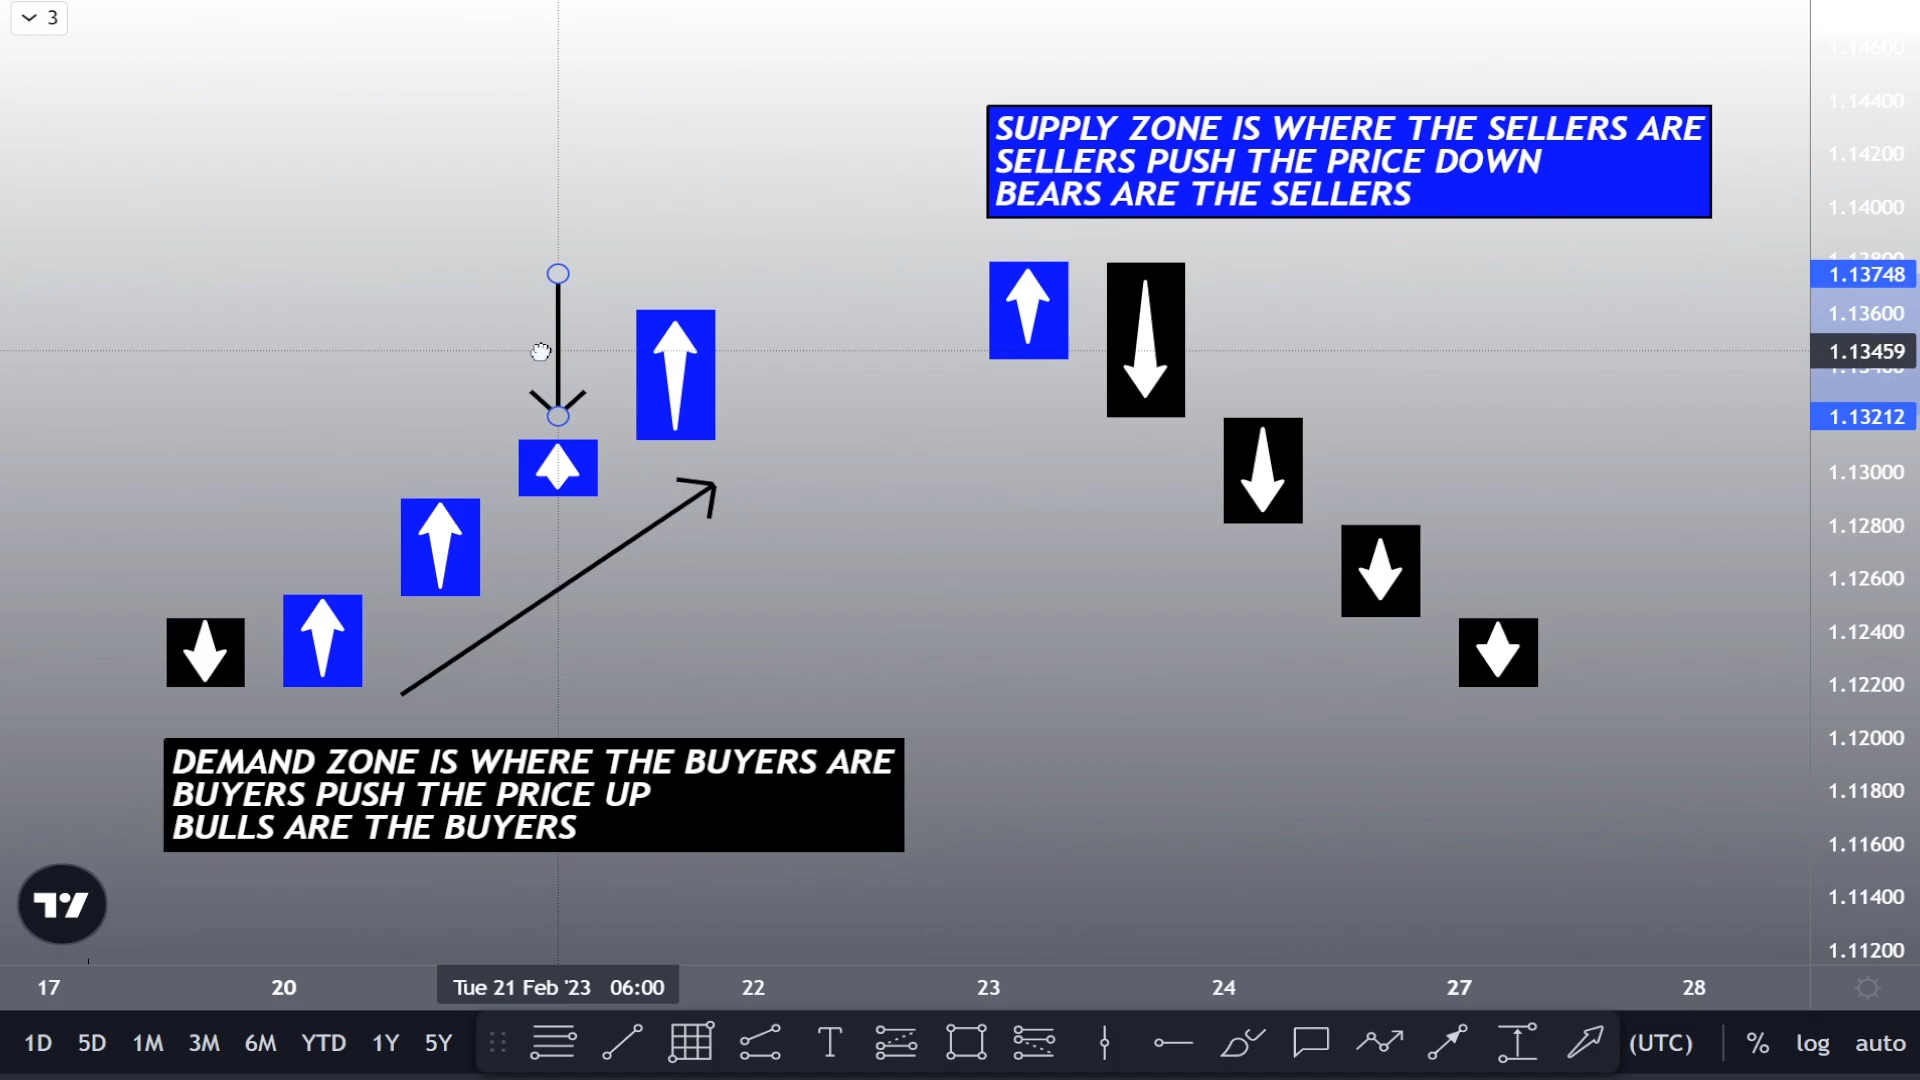 3
SUPPLY ZONE IS WHERE THE SELLERS ARE
SELLERS PUSH THE PRICE DOWN
BEARS ARE THE SELLERS
DEMAND ZONE IS WHERE THE BUYERS ARE
BUYERS PUSH THE PRICE UP
BULLS ARE THE BUYERS
1.14600
1.14400
1.14200
1.14000
1.13748
1.13600
1.13459
1.13212
1.13000
1.12800
1.12600
1.12400
1.12200
1.12000
1.11800
1.11600
1.11400
1.11200
17 20 Tue 21 Feb '23 06:00 22 23 24 27 28
1D 5D 1M 3M 6M YTD 1Y 5Y T (UTC) % log auto